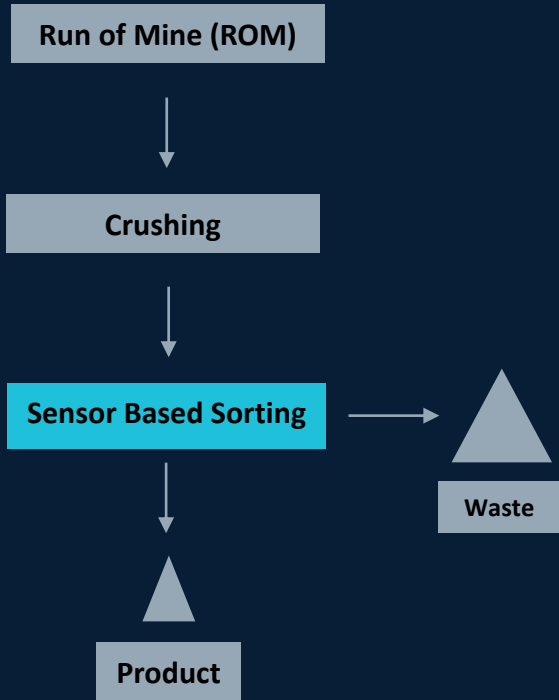 Run of Mine (ROM)
Crushing
Sensor Based Sorting
Waste
Product